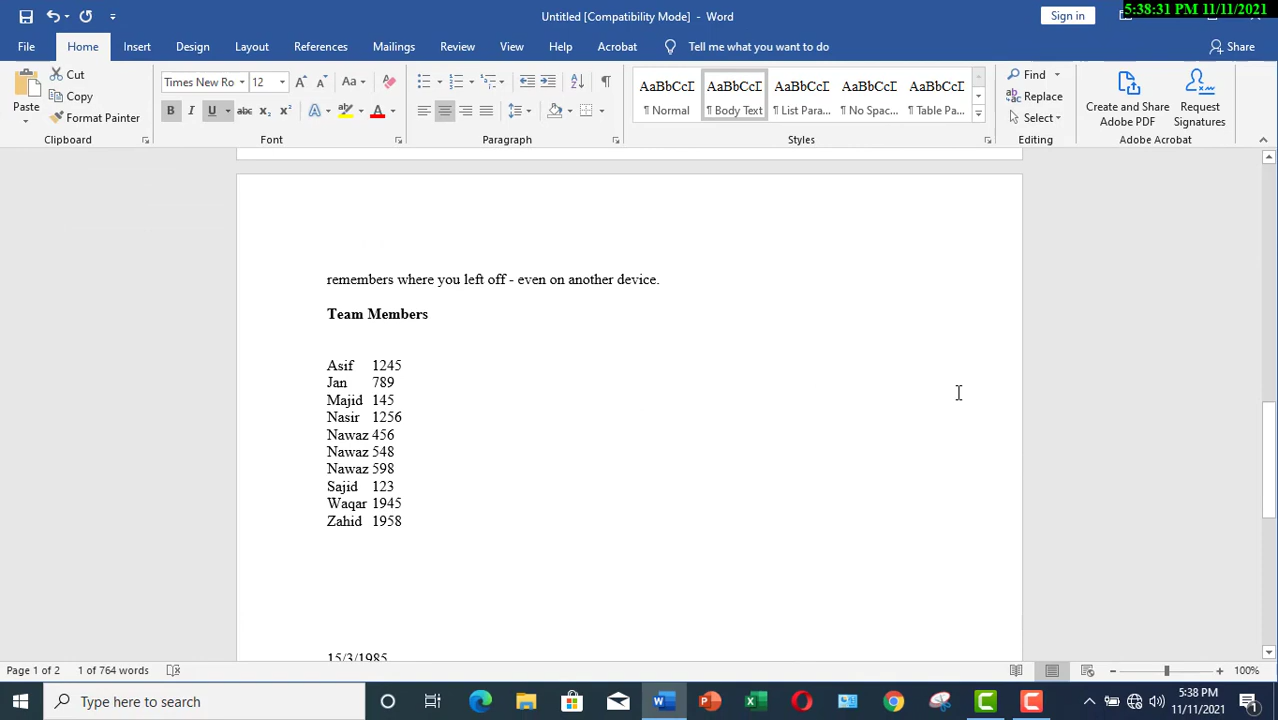 5:38:31 PM 11/11/2021
Untitled [Compatibility Mode] - Word
Sign in
File Home Insert Design Layout References Mailings Review View Help Acrobat Tell me what you want to do Share
Paste
Cut
Copy
Format Painter
Clipboard
Times New Ro 12
Font
Paragraph
AaBbCcD AaBbCcD AaBbCcD AaBbCcD AaBbCcD
¶ Normal ¶ Body Text ¶ List Para... ¶ No Spac... ¶ Table Pa...
Styles
Find
Replace
Select
Editing
Create and Share
Adobe PDF
Request
Signatures
Adobe Acrobat
remembers where you left off - even on another device.
Team Members
Asif 1245
Jan 789
Majid 145
Nasir 1256
Nawaz 456
Nawaz 548
Nawaz 598
Sajid 123
Waqar 1945
Zahid 1958
15/3/1985
Page 1 of 2 1 of 764 words 100%
Type here to search
5:38 PM
11/11/2021